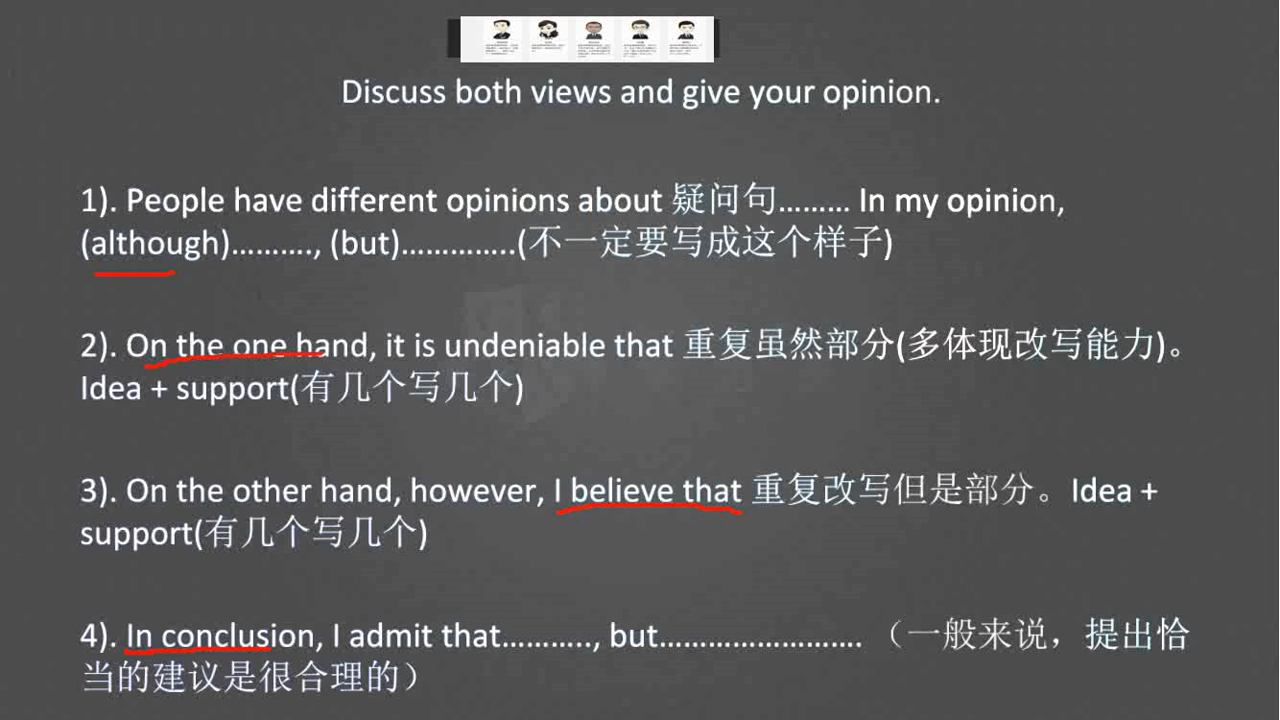 Discuss both views and give your opinion.
1). People have different opinions about 疑问句……… In my opinion,
(although)………., (but)…………..(不一定要写成这个样子)
2). On the one hand, it is undeniable that 重复虽然部分(多体现改写能力)。
Idea + support(有几个写几个)
3). On the other hand, however, I believe that 重复改写但是部分。Idea +
support(有几个写几个)
4). In conclusion, I admit that……….., but…………………. （一般来说，提出恰
当的建议是很合理的）